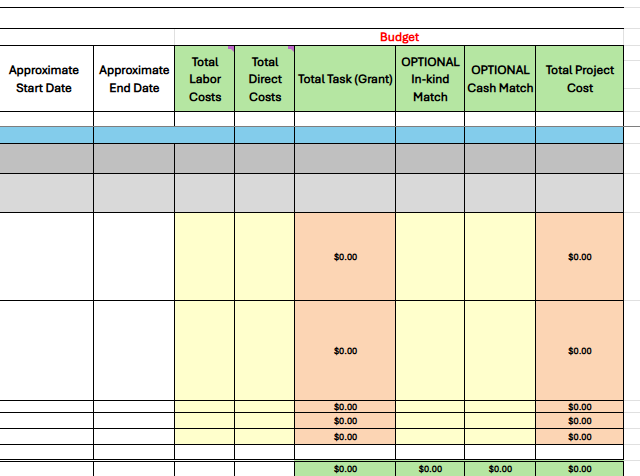 Budget
Approximate Start Date
Approximate End Date
Total Labor Costs
Total Direct Costs
Total Task (Grant)
OPTIONAL In-kind Match
OPTIONAL Cash Match
Total Project Cost
$0.00 $0.00
$0.00 $0.00
$0.00 $0.00
$0.00 $0.00
$0.00 $0.00
$0.00 $0.00 $0.00 $0.00